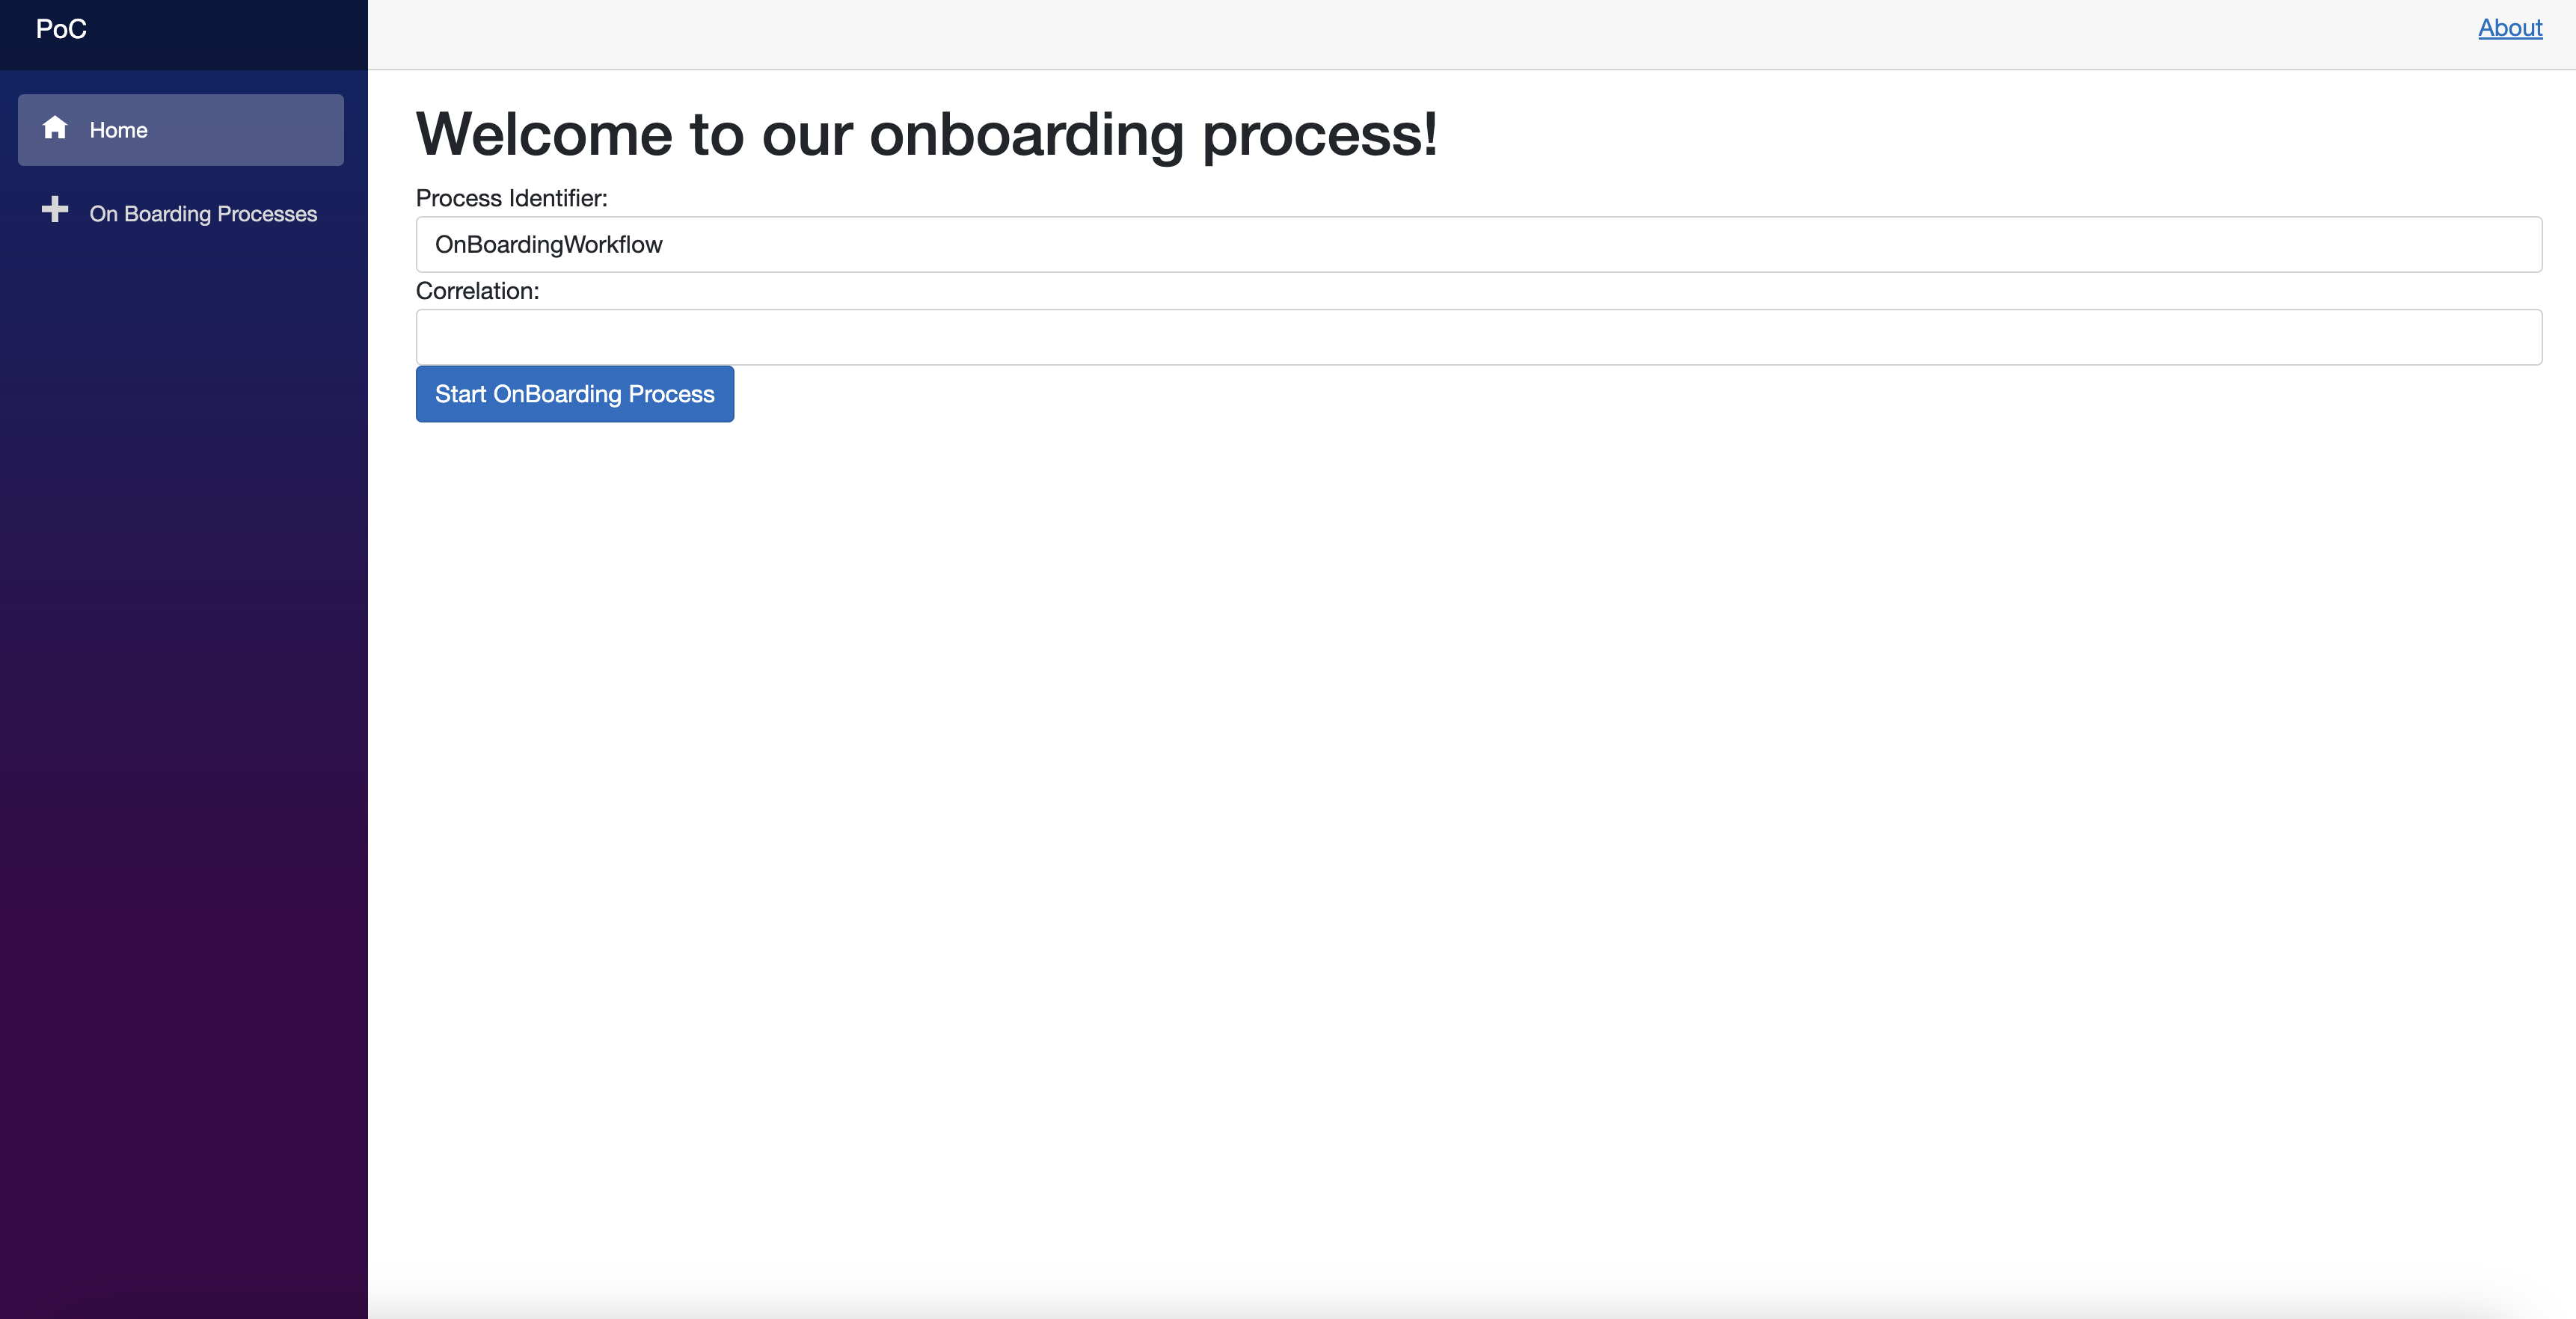 PoC
About
Home
On Boarding Processes
Welcome to our onboarding process!
Process Identifier:
OnBoardingWorkflow
Correlation:
Start OnBoarding Process